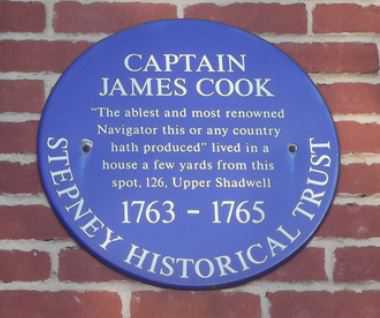 CAPTAIN
JAMES COOK
"The ablest and most renowned
Navigator this or any country
hath produced" lived in a
house a few yards from this
spot, 126, Upper Shadwell
1763 - 1765
STEPNEY HISTORICAL TRUST